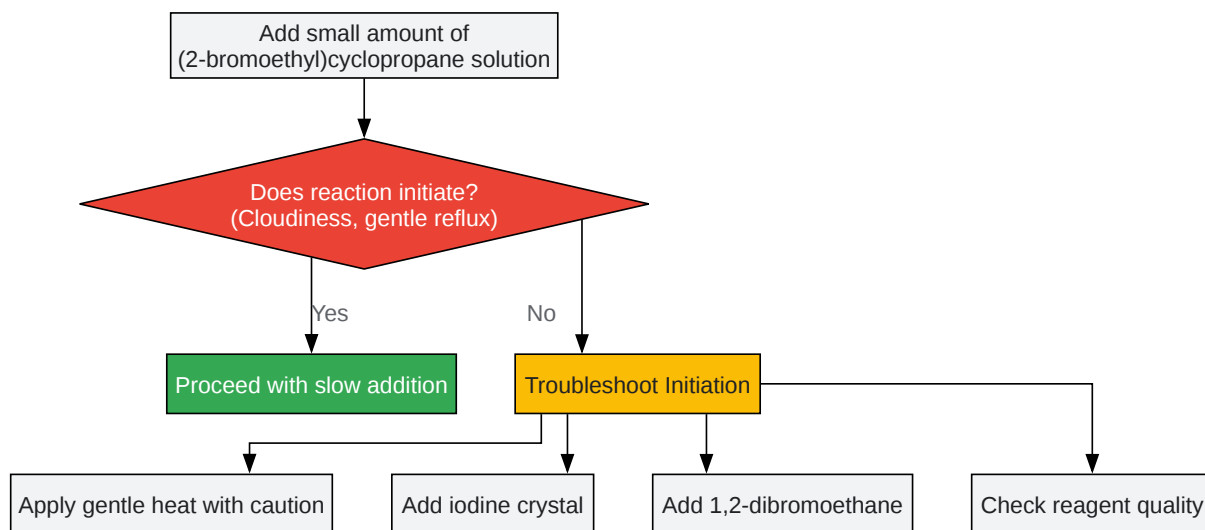 Add small amount of
(2-bromoethyl)cyclopropane solution
Does reaction initiate?
(Cloudiness, gentle reflux)
Yes
No
Proceed with slow addition
Troubleshoot Initiation
Apply gentle heat with caution
Add iodine crystal
Add 1,2-dibromoethane
Check reagent quality